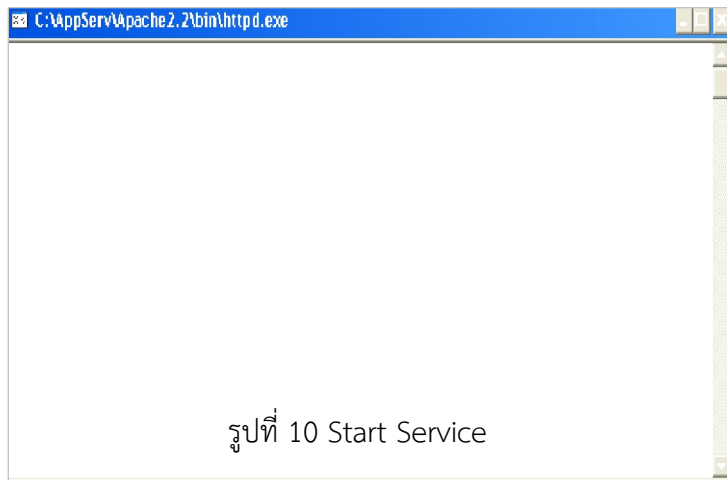 C:\AppServ\Apache2.2\bin\httpd.exe
รูปที่ 10 Start Service